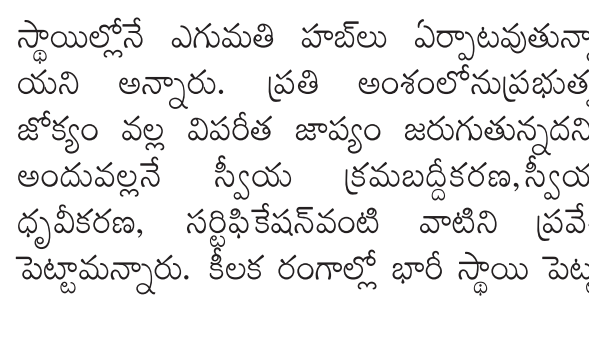 స్థాయిల్లోనే ఎగుమతి హబ్‌లు ఏర్పాటవుతున్నా
యని అన్నారు. ప్రతి అంశంలోనుప్రభుత్వ
జోక్యం వల్ల విపరీత జాప్యం జరుగుతున్నదని
అందువల్లనే స్వీయ క్రమబద్దీకరణ,స్వీయ
ధృవీకరణ, సర్టిఫికేషన్‌వంటి వాటిని ప్రవే
పెట్టామన్నారు. కీలక రంగాల్లో భారీ స్థాయి పెట్టు